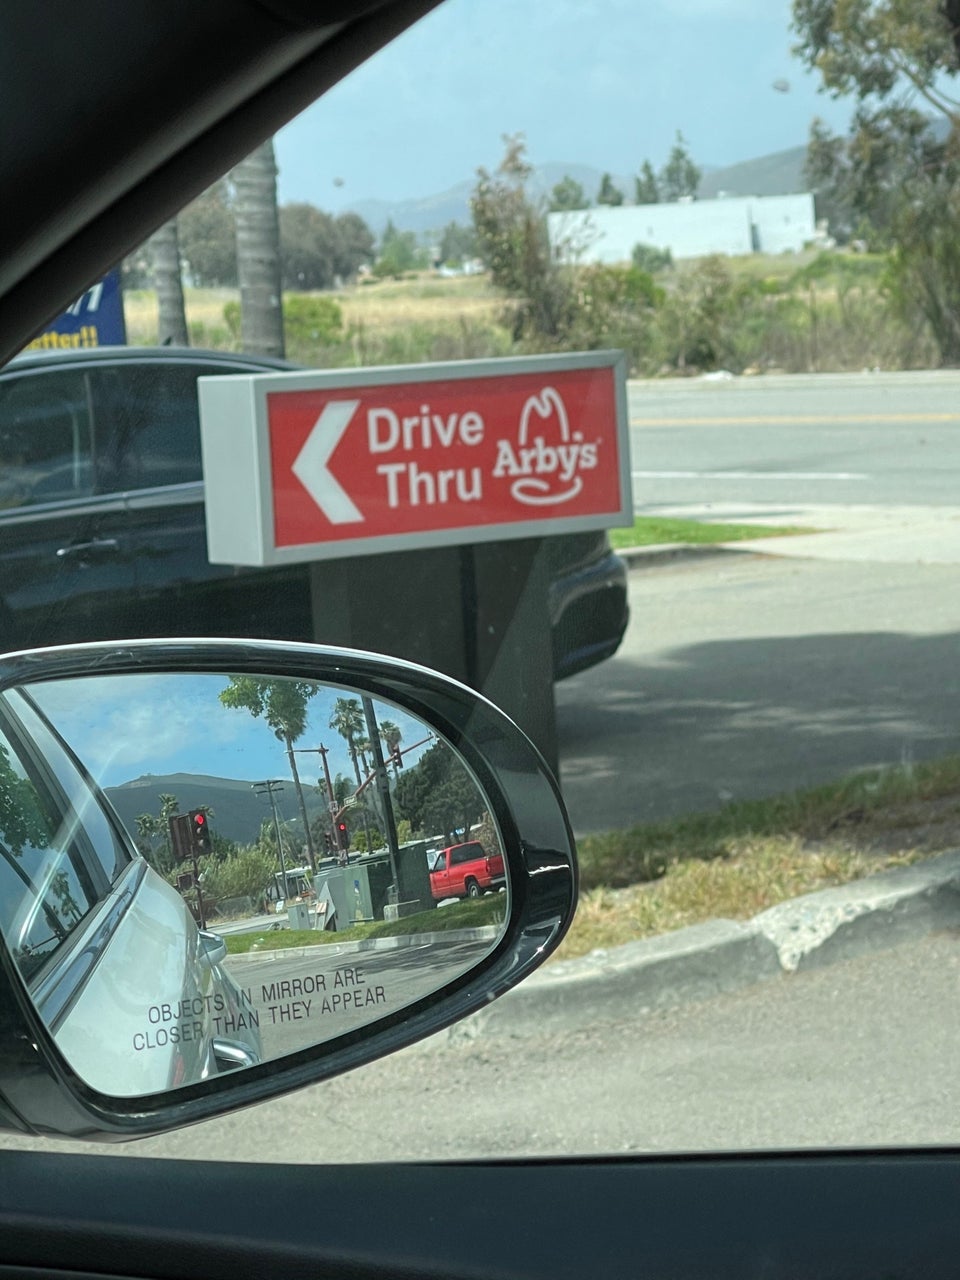 Drive
Thru
Arby's
OBJECTS IN MIRROR ARE
CLOSER THAN THEY APPEAR